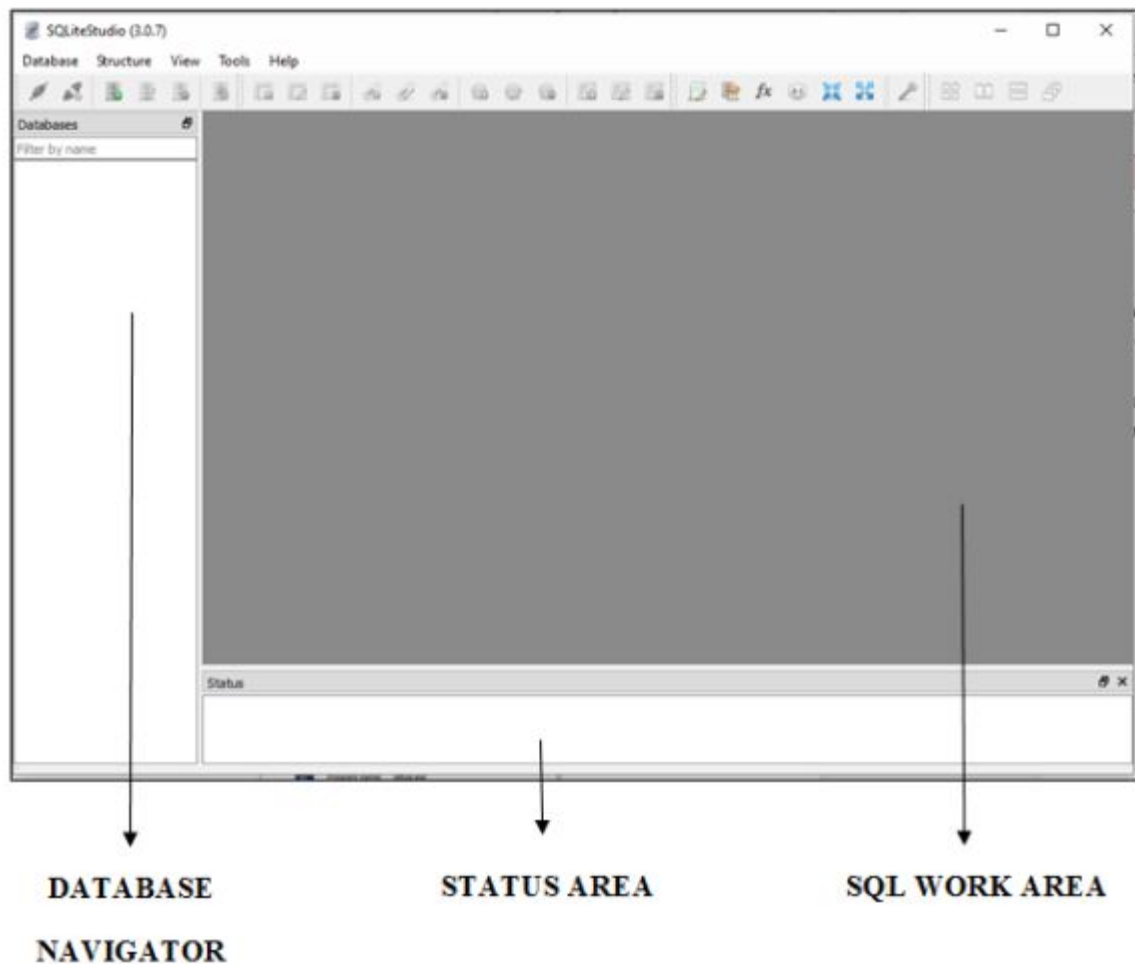 SQLiteStudio (3.0.7)
Database Structure View Tools Help
fx
Databases
Filter by name
Status
DATABASE STATUS AREA SQL WORK AREA
NAVIGATOR